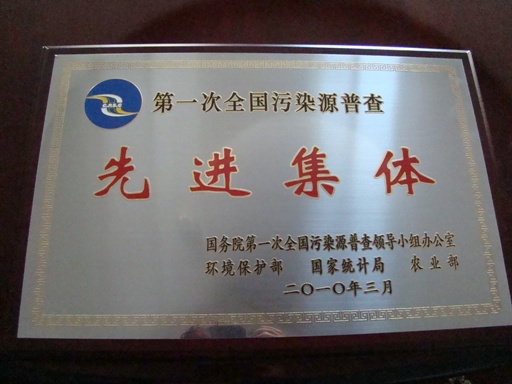 第一次全国污染源普查
先进集体
国务院第一次全国污染源普查领导小组办公室
环境保护部 国家统计局 农业部
二〇一〇年三月